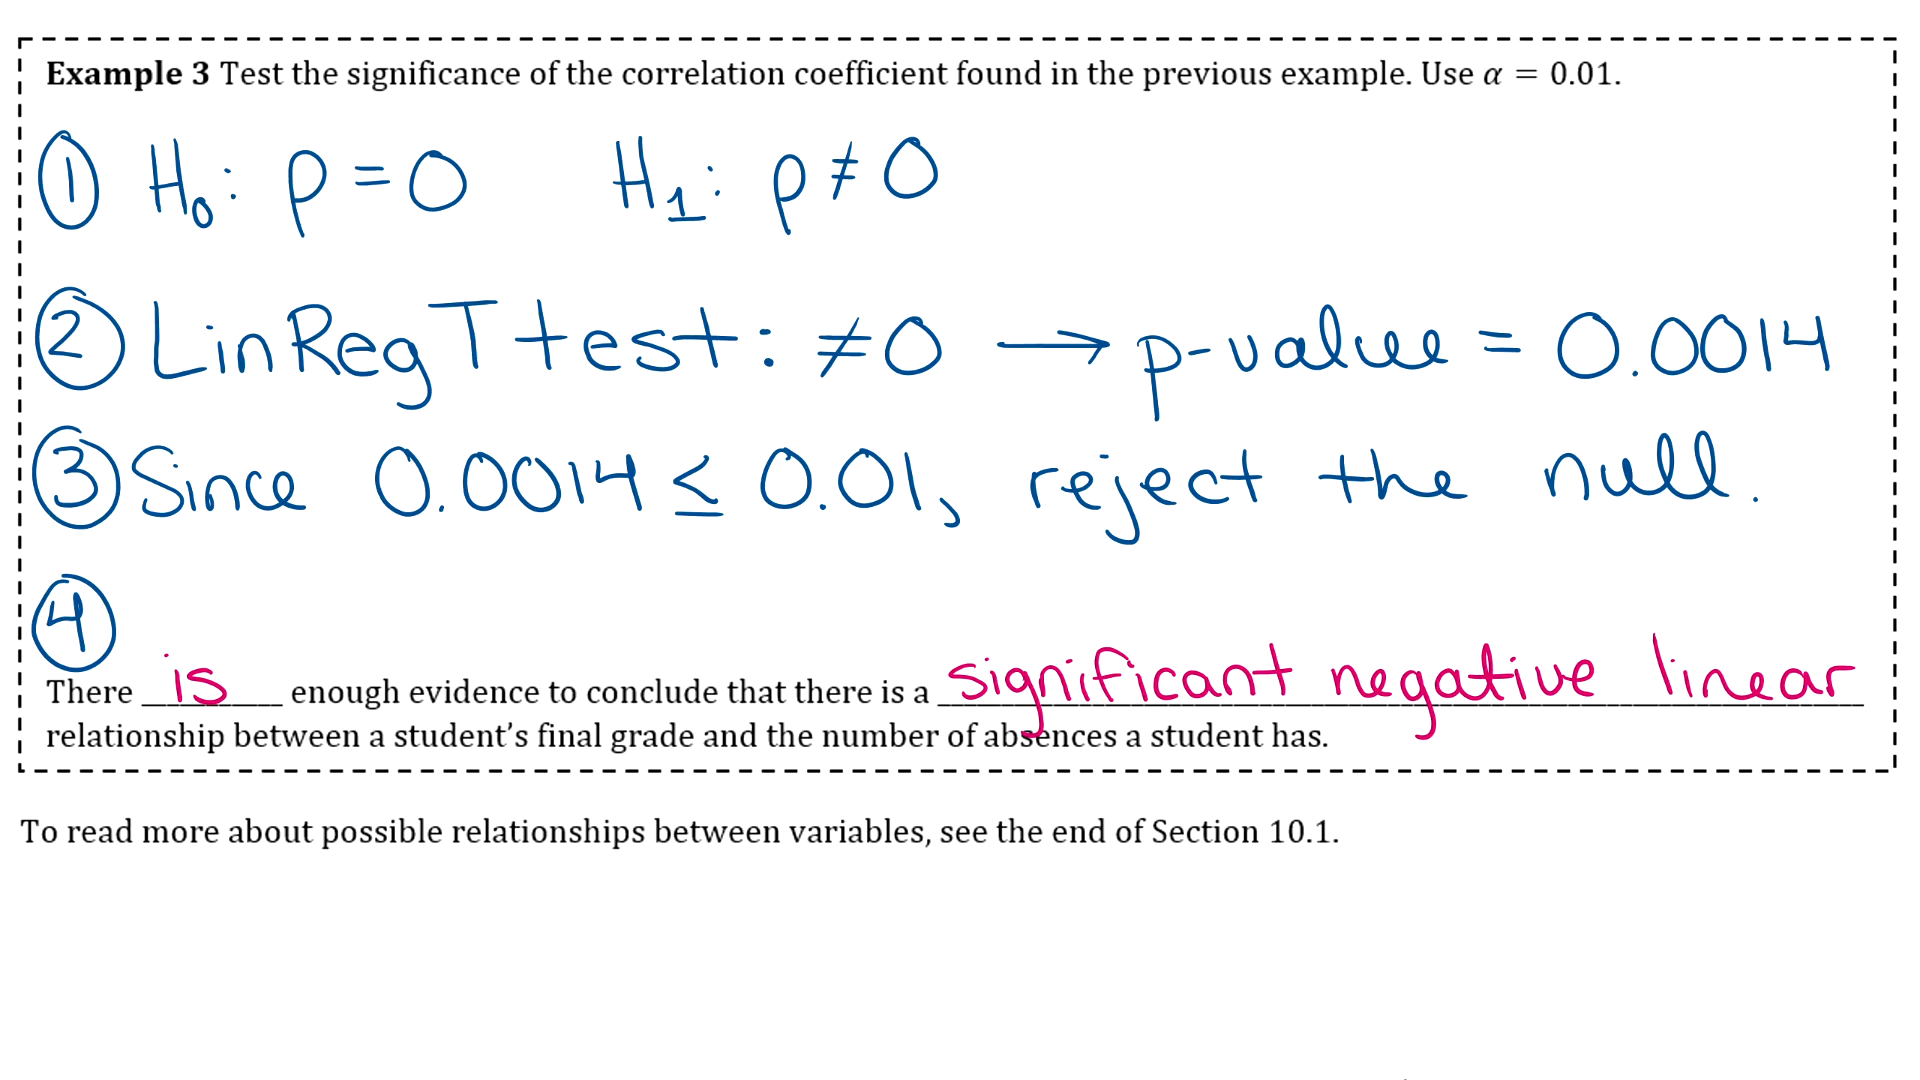 Example 3 Test the significance of the correlation coefficient found in the previous example. Use α = 0.01.
① H₀: ρ = 0 H₁: ρ ≠ 0
② LinRegTtest: ≠0 → p-value = 0.0014
③ Since 0.0014 ≤ 0.01, reject the null.
④
There is enough evidence to conclude that there is a significant negative linear
relationship between a student’s final grade and the number of absences a student has.
To read more about possible relationships between variables, see the end of Section 10.1.